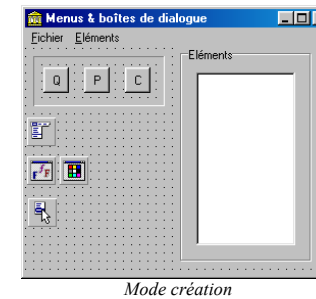 Menus & boîtes de dialogue
Fichier Eléments
Eléments
Q P C
F F
Mode création